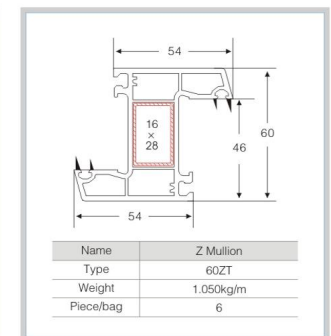 54
16
×
28
60
46
54
Name Z Mullion
Type 60ZT
Weight 1.050kg/m
Piece/bag 6